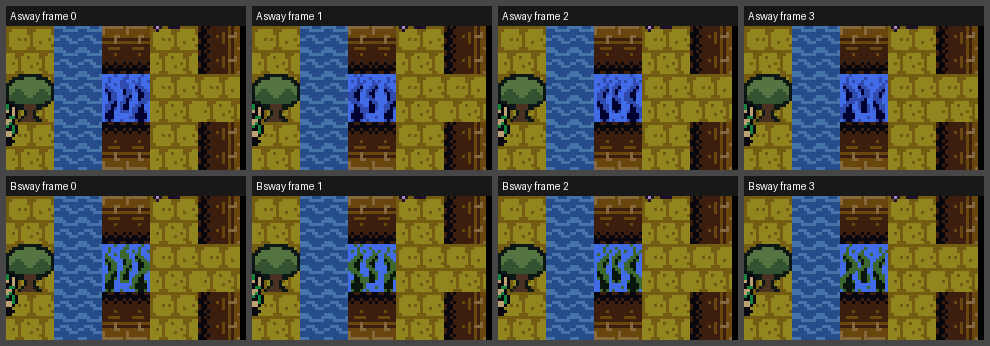 Asway frame 0
Asway frame 1
Asway frame 2
Asway frame 3
Bsway frame 0
Bsway frame 1
Bsway frame 2
Bsway frame 3